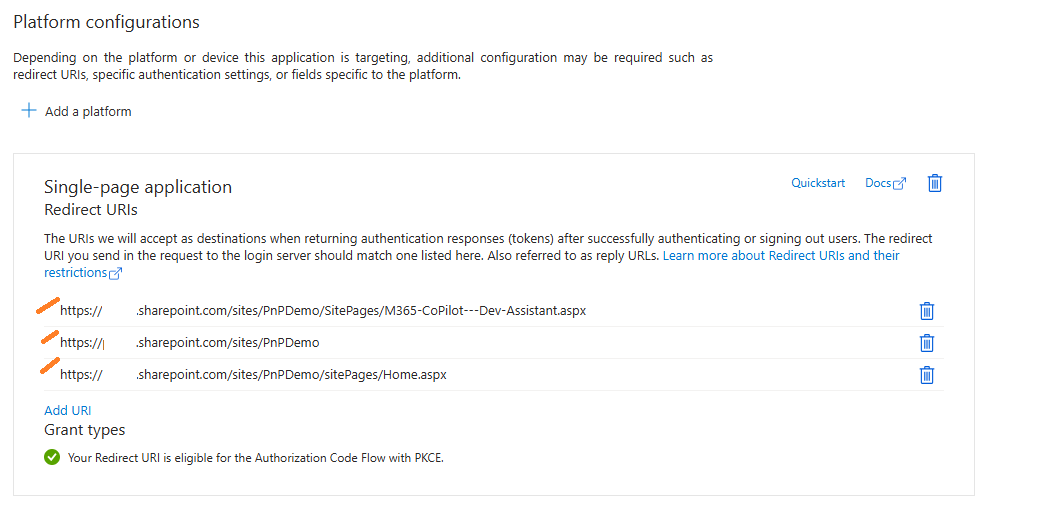 Platform configurations
Depending on the platform or device this application is targeting, additional configuration may be required such as
redirect URIs, specific authentication settings, or fields specific to the platform.
Add a platform
Single-page application
Quickstart
Docs
Redirect URIs
The URIs we will accept as destinations when returning authentication responses (tokens) after successfully authenticating or signing out users. The redirect
URI you send in the request to the login server should match one listed here. Also referred to as reply URLs. Learn more about Redirect URIs and their
restrictions
https:// .sharepoint.com/sites/PnPDemo/SitePages/M365-CoPilot---Dev-Assistant.aspx
https:// .sharepoint.com/sites/PnPDemo
https:// .sharepoint.com/sites/PnPDemo/sitePages/Home.aspx
Add URI
Grant types
Your Redirect URI is eligible for the Authorization Code Flow with PKCE.